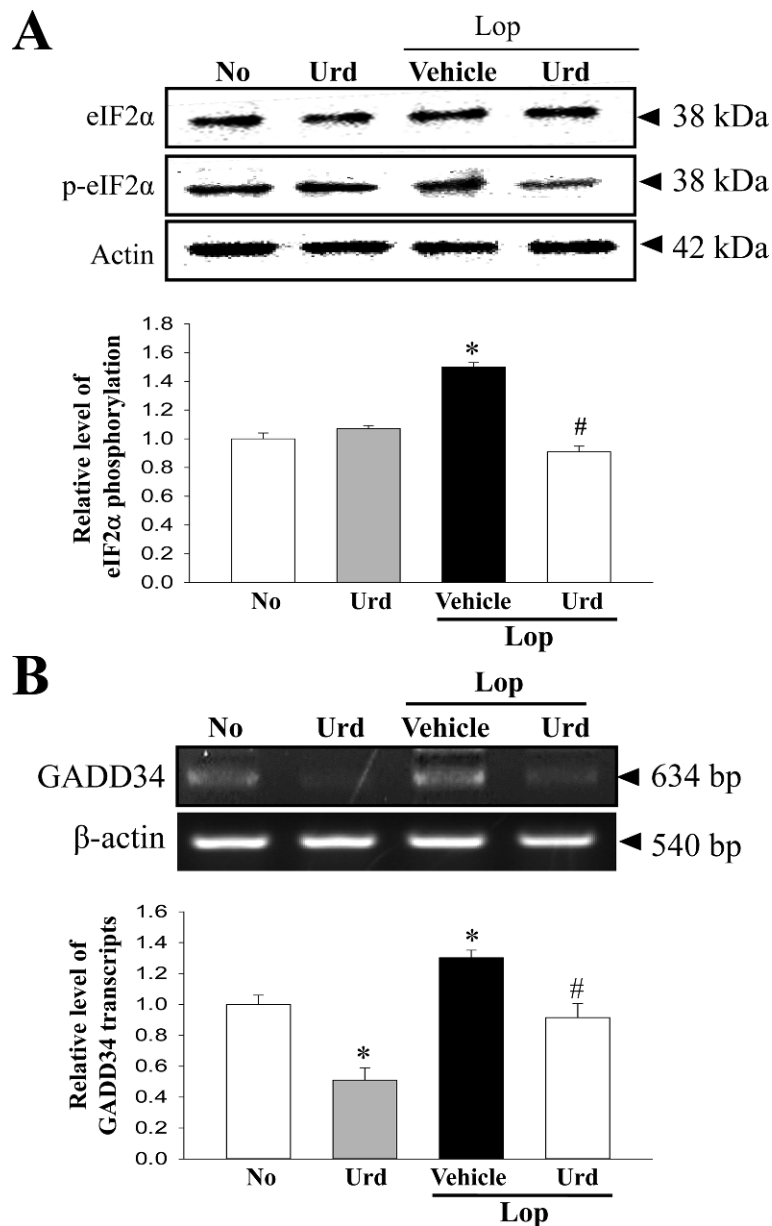 A
Lop
No Urd Vehicle Urd
eIF2α ◄ 38 kDa
p-eIF2α ◄ 38 kDa
Actin ◄ 42 kDa
Relative level of
eIF2α phosphorylation
1.8
1.6
1.4
1.2
1.0
0.8
0.6
0.4
0.2
0.0
*
#
No Urd Vehicle Urd
Lop
B
Lop
No Urd Vehicle Urd
GADD34 ◄ 634 bp
β-actin ◄ 540 bp
Relative level of
GADD34 transcripts
1.6
1.4
1.2
1.0
0.8
0.6
0.4
0.2
0.0
*
*
#
No Urd Vehicle Urd
Lop